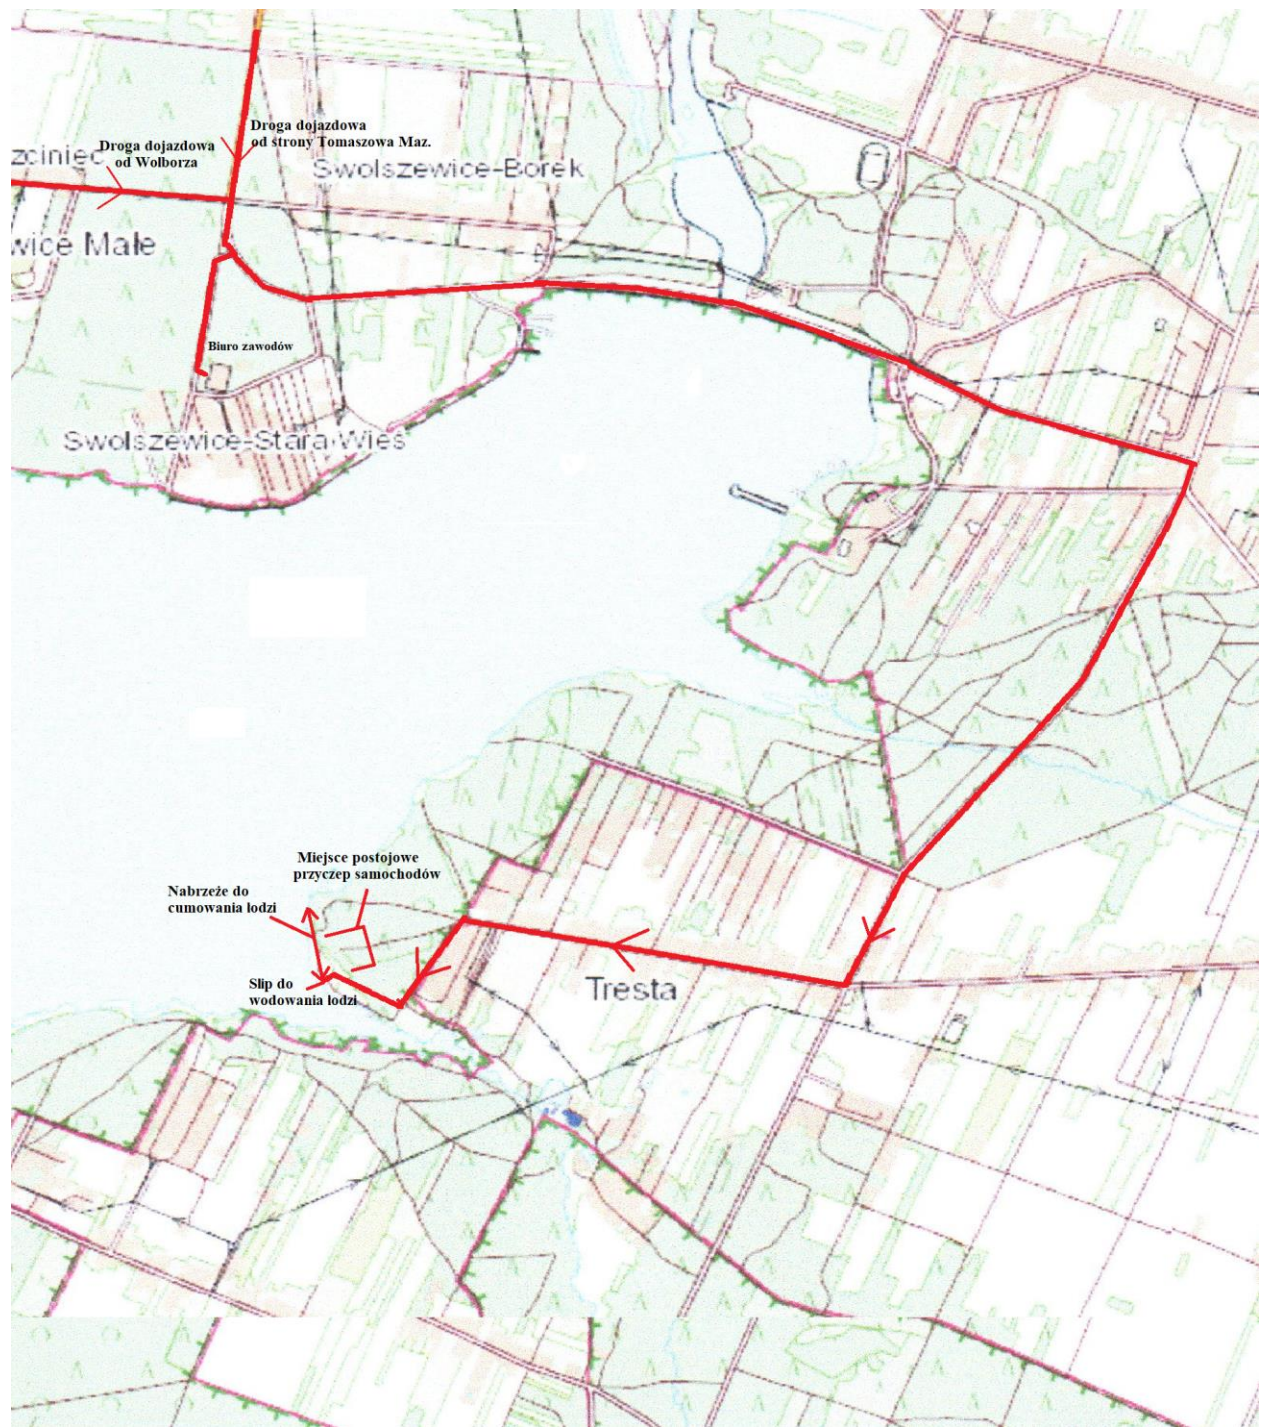 Droga dojazdowa
od strony Tomaszowa Maz.
Droga dojazdowa
od Wolborza
zciniec
Swolszewice-Borek
wice Małe
Biuro zawodów
Swolszewice-Stara Wieś
Miejsce postojowe
przyczep samochodów
Nabrzeże do
cumowania łodzi
Slip do
wodowania łodzi
Tresta